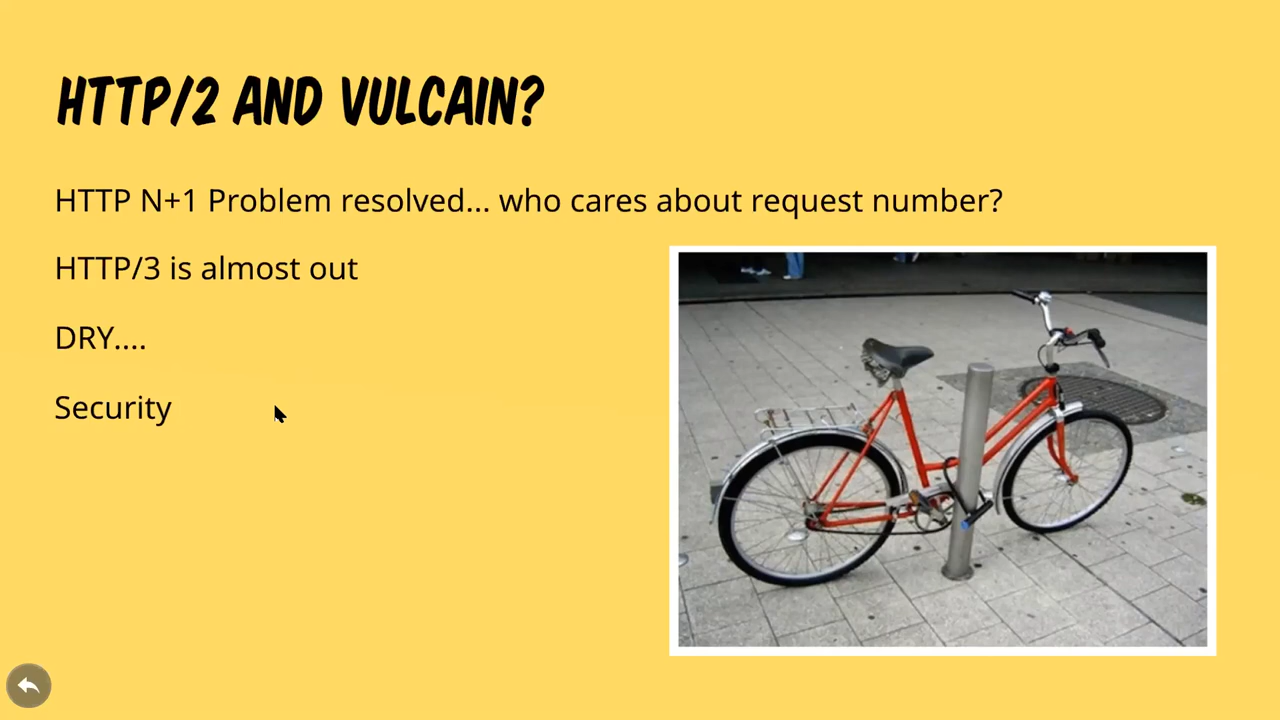 HTTP/2 AND VULCAIN?
HTTP N+1 Problem resolved... who cares about request number?
HTTP/3 is almost out
DRY....
Security